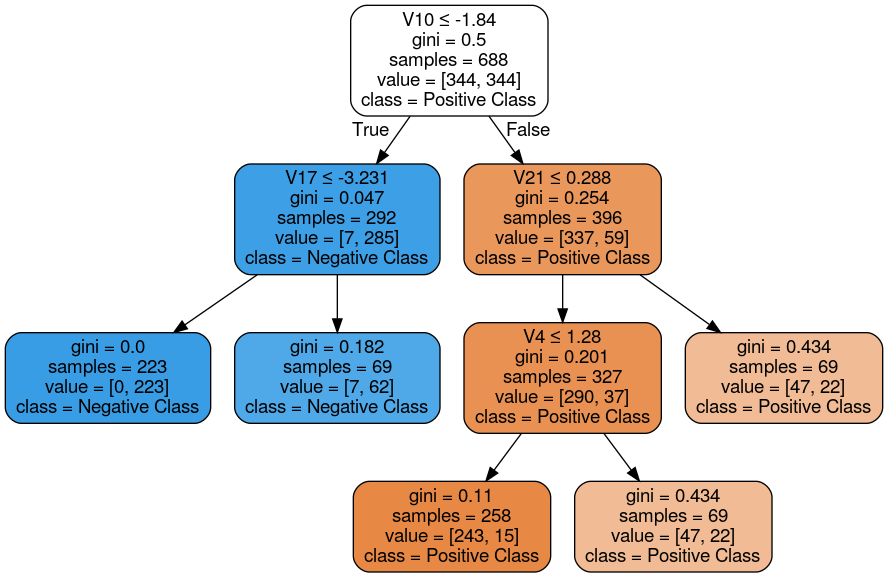 V10 ≤ -1.84
gini = 0.5
samples = 688
value = [344, 344]
class = Positive Class
True
False
V17 ≤ -3.231
gini = 0.047
samples = 292
value = [7, 285]
class = Negative Class
V21 ≤ 0.288
gini = 0.254
samples = 396
value = [337, 59]
class = Positive Class
gini = 0.0
samples = 223
value = [0, 223]
class = Negative Class
gini = 0.182
samples = 69
value = [7, 62]
class = Negative Class
V4 ≤ 1.28
gini = 0.201
samples = 327
value = [290, 37]
class = Positive Class
gini = 0.434
samples = 69
value = [47, 22]
class = Positive Class
gini = 0.11
samples = 258
value = [243, 15]
class = Positive Class
gini = 0.434
samples = 69
value = [47, 22]
class = Positive Class